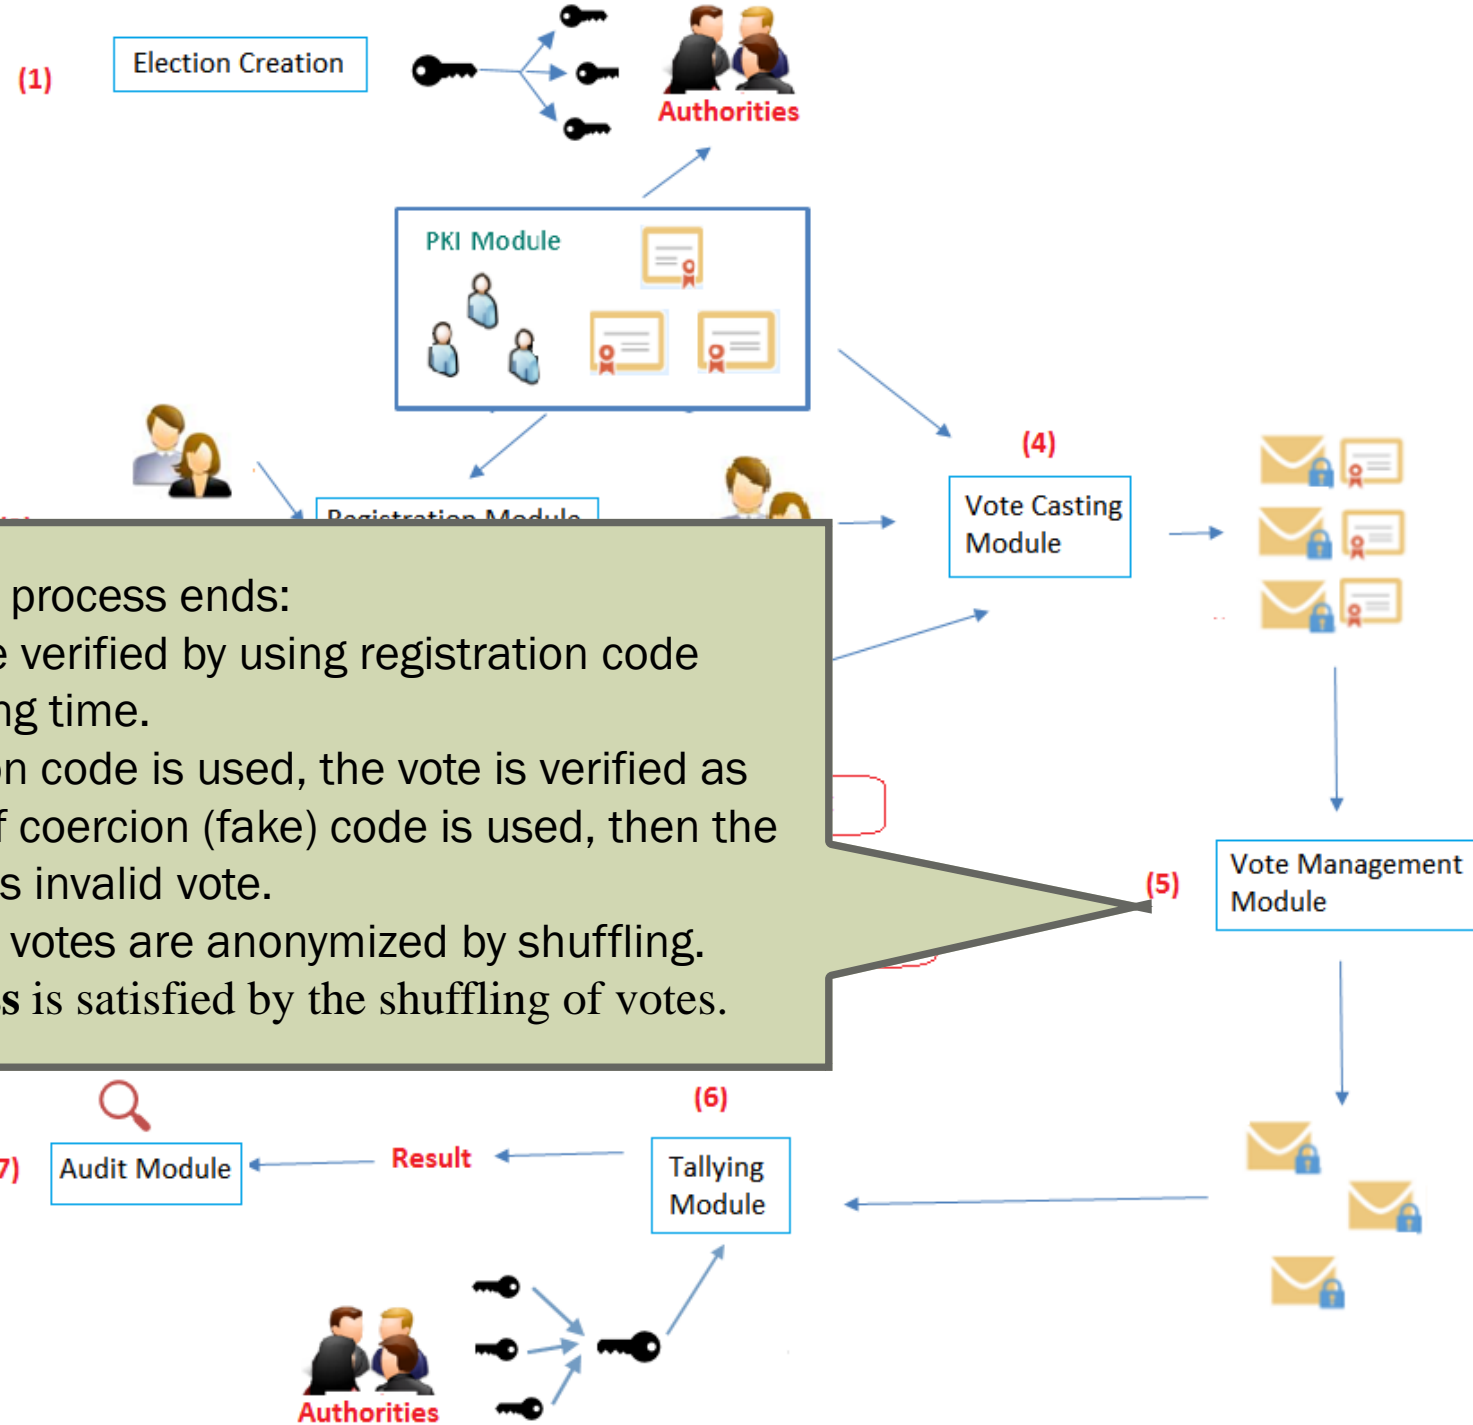 (1)
Election Creation
Authorities
PKI Module
(4)
Registration Module
Vote Casting
Module
process ends:
verified by using registration code
time.
code is used, the vote is verified as
coercion (fake) code is used, then the
invalid vote.
votes are anonymized by shuffling.
is satisfied by the shuffling of votes.
(5)
Vote Management
Module
(6)
7)
Audit Module
Result
Tallying
Module
Authorities